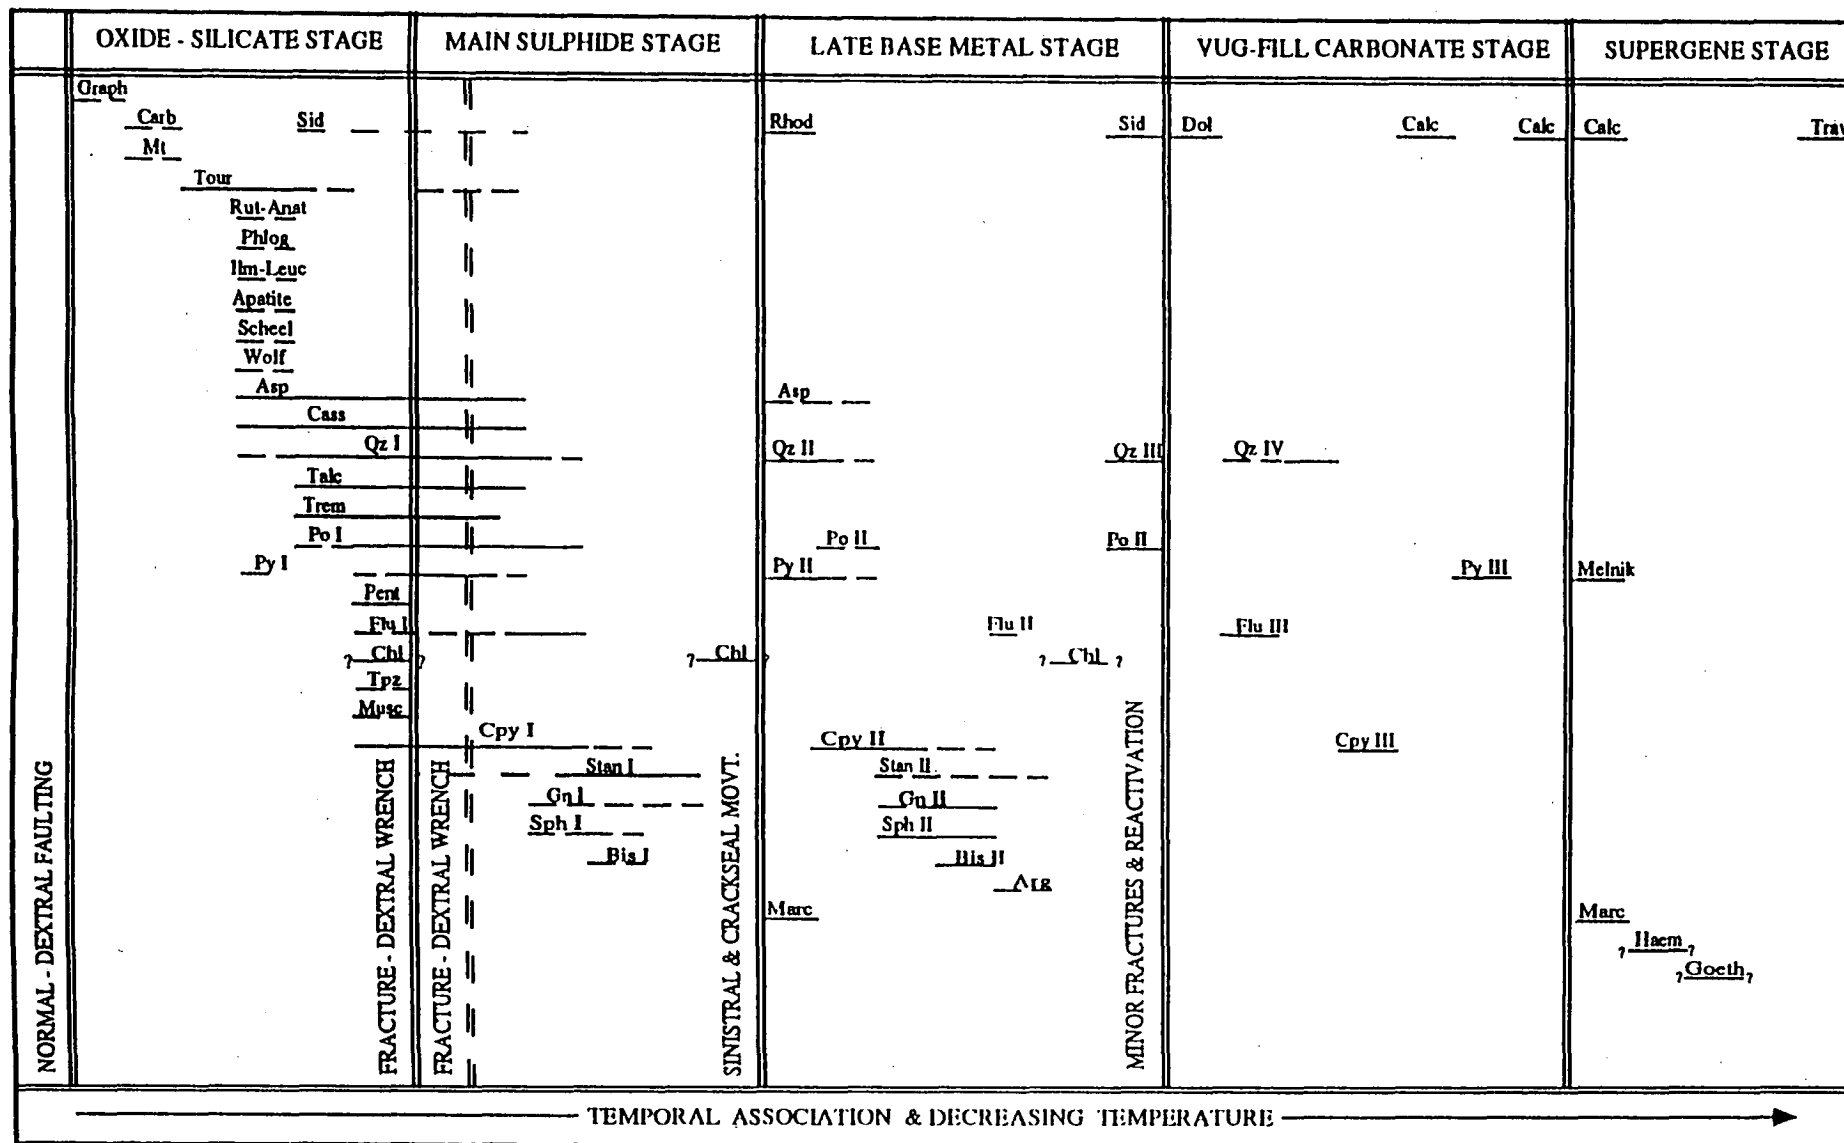 OXIDE - SILICATE STAGE MAIN SULPHIDE STAGE LATE BASE METAL STAGE VUG-FILL CARBONATE STAGE SUPERGENE STAGE
Graph
Carb Sid Rhod Sid Dol Calc Calc Calc Trav
Mt
Tour
Rut-Anat
Phlog
Ilm-Leuc
Apatite
Scheel
Wolf
Asp Asp
Cass
Qz I Qz II Qz III Qz IV
Talc
Trem
Po I Po II Po II
Py I Py II Py III Melnik
Pent
Flu I Flu II Flu III
? Chl ? ? Chl ? ? Chl ?
Tpz
Musc
Cpy I Cpy II Cpy III
Stan I Stan II
Gn I Gn II
Sph I Sph II
Bis I Bis II
Arg
Marc Marc
? Haem ?
? Goeth ?
NORMAL - DEXTRAL FAULTING
FRACTURE - DEXTRAL WRENCH
FRACTURE - DEXTRAL WRENCH
SINISTRAL & CRACKSEAL MOVT.
MINOR FRACTURES & REACTIVATION
TEMPORAL ASSOCIATION & DECREASING TEMPERATURE